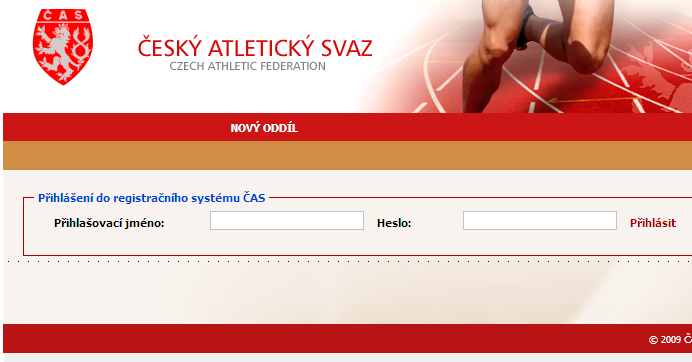 ČAS
ČESKÝ ATLETICKÝ SVAZ
CZECH ATHLETIC FEDERATION
NOVÝ ODDÍL
Přihlášení do registračního systému ČAS
Přihlašovací jméno: Heslo: Přihlásit
© 2009